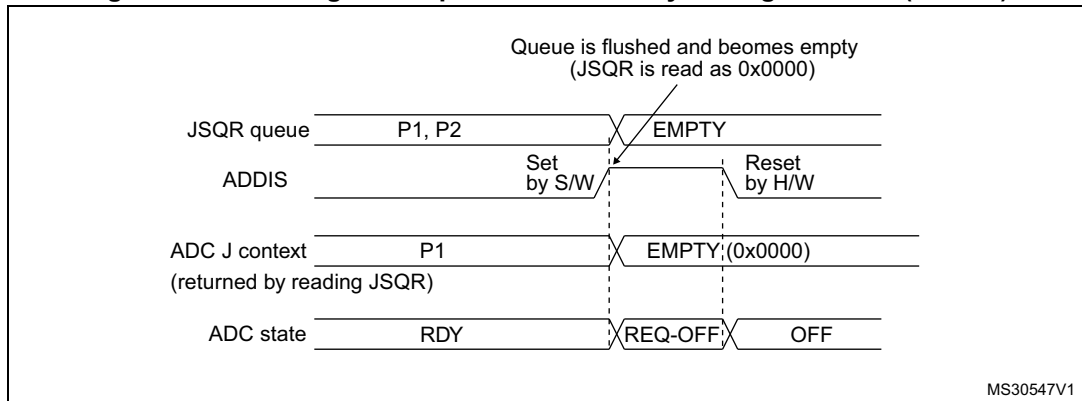 Queue is flushed and beomes empty
(JSQR is read as 0x0000)
JSQR queue P1, P2 EMPTY
Set Reset
ADDIS by S/W by H/W
ADC J context P1 EMPTY (0x0000)
(returned by reading JSQR)
ADC state RDY REQ-OFF OFF
MS30547V1